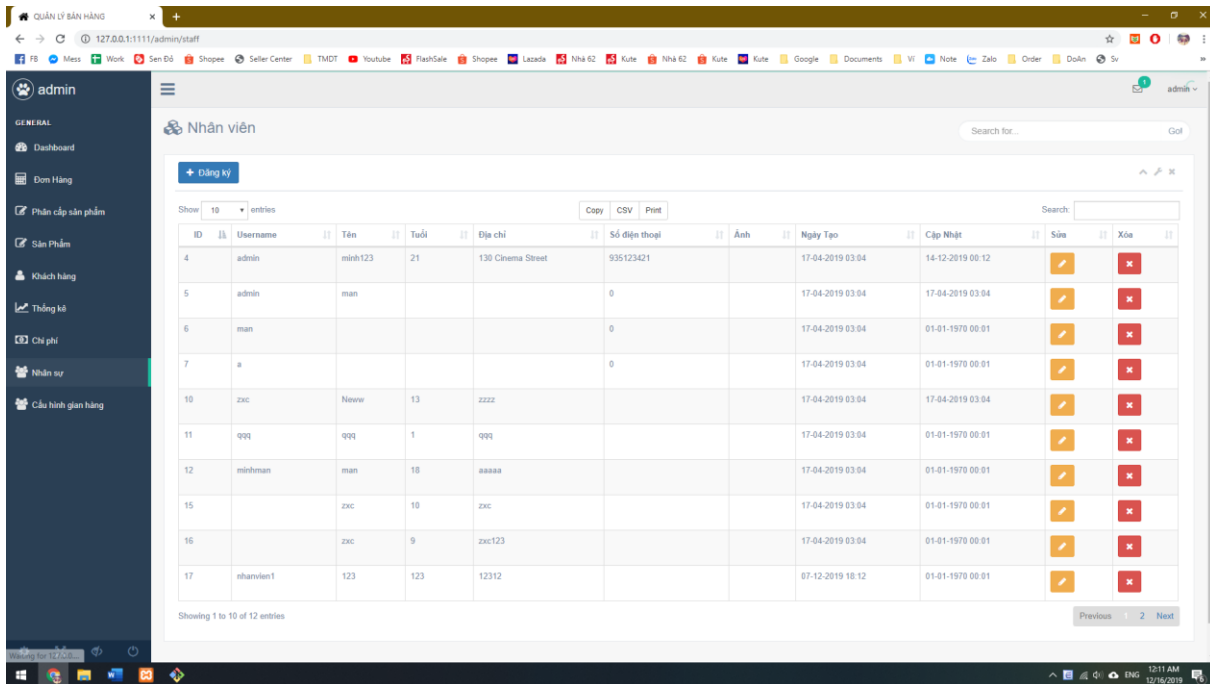 QUẢN LÝ BÁN HÀNG
127.0.0.1:1111/admin/staff
FB Mess Work Sen Đỏ Shopee Seller Center TMDT Youtube FlashSale Shopee Lazada Nhà 62 Kute Nhà 62 Kute Kute Google Documents Ví Note Zalo Order DoAn Sv
admin
1
admin
GENERAL
Dashboard
Đơn Hàng
Phân cấp sản phẩm
Sản Phẩm
Khách hàng
Thống kê
Chi phí
Nhân sự
Cấu hình gian hàng
Nhân viên
Search for...
Go!
+ Đăng ký
Show 10 entries
Copy CSV Print
Search:
ID Username Tên Tuổi Địa chỉ Số điện thoại Ảnh Ngày Tạo Cập Nhật Sửa Xóa
4 admin minh123 21 130 Cinema Street 935123421 17-04-2019 03:04 14-12-2019 00:12
5 admin man 0 17-04-2019 03:04 17-04-2019 03:04
6 man 0 17-04-2019 03:04 01-01-1970 00:01
7 a 0 17-04-2019 03:04 01-01-1970 00:01
10 zxc Neww 13 zzzz 17-04-2019 03:04 17-04-2019 03:04
11 qqq qqq 1 qqq 17-04-2019 03:04 01-01-1970 00:01
12 minhman man 18 aaaaa 17-04-2019 03:04 01-01-1970 00:01
15 zxc 10 zxc 17-04-2019 03:04 01-01-1970 00:01
16 zxc 9 zxc123 17-04-2019 03:04 01-01-1970 00:01
17 nhanvien1 123 123 12312 07-12-2019 18:12 01-01-1970 00:01
Showing 1 to 10 of 12 entries
Previous 1 2 Next
Waiting for 127.0.0...
ENG
12:11 AM
12/16/2019